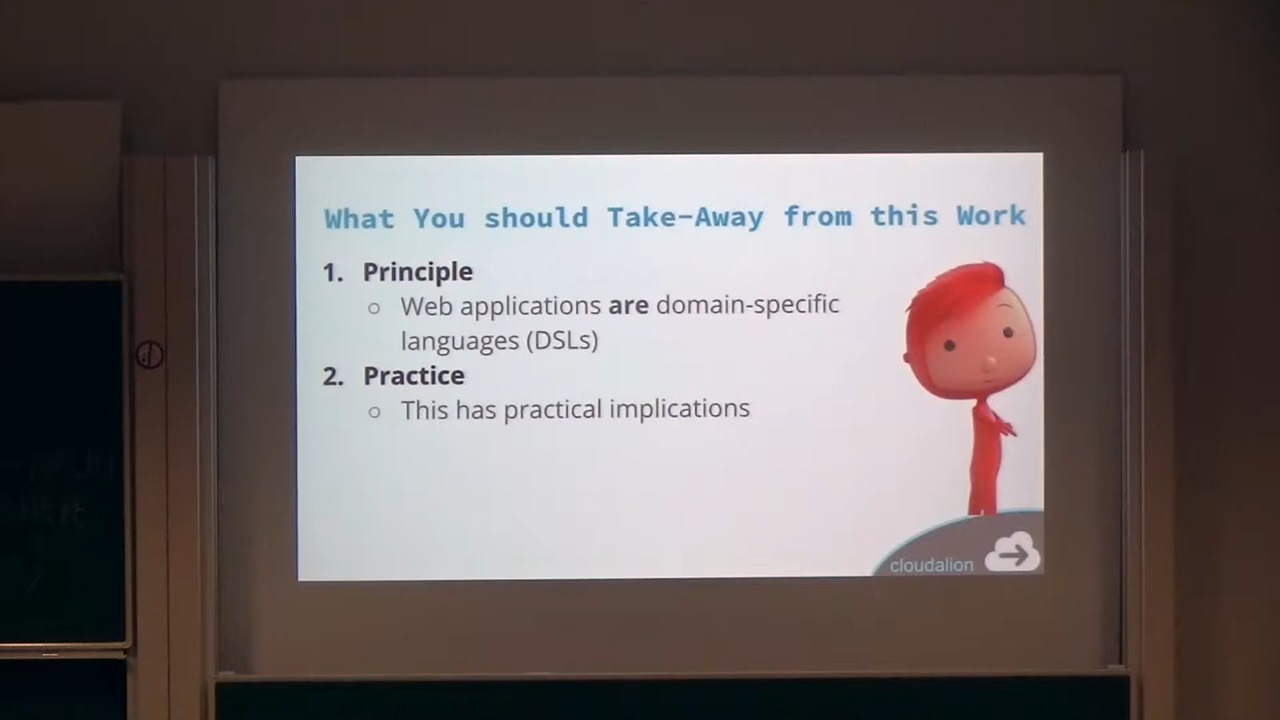 What You should Take-Away from this Work
1. Principle
○ Web applications are domain-specific
languages (DSLs)
2. Practice
○ This has practical implications
cloudalion